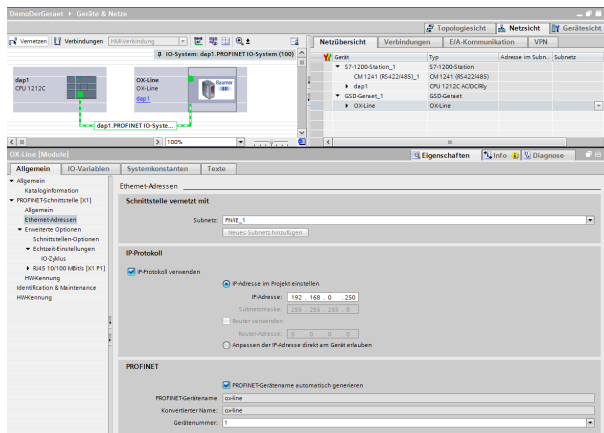 DemoDerGeraet ▸ Geräte & Netze
Topologiesicht Netzsicht Gerätesicht
Vernetzen Verbindungen HMI-Verbindung
IO-System: dap1.PROFINET IO-System (100)
dap1
CPU 1212C
OX-Line
OX-Line
dap1
Baumer
dap1.PROFINET IO-Syste...
100%
Netzübersicht Verbindungen E/A-Kommunikation VPN
Gerät Typ Adresse im Subn.. Subnetz
S7-1200-Station_1 S7-1200-Station
CM 1241 (RS422/485)_1 CM 1241 (RS422/485)
dap1 CPU 1212C AC/DC/Rly
GSD-Geraet_1 GSD-Geraet
OX-Line OX-Line
OX-Line [Module]
Eigenschaften Info Diagnose
Allgemein IO-Variablen Systemkonstanten Texte
Allgemein
Kataloginformation
PROFINET-Schnittstelle [X1]
Allgemein
Ethernet-Adressen
Erweiterte Optionen
Schnittstellen-Optionen
Echtzeit-Einstellungen
IO-Zyklus
RJ45 10/100 MBit/s [X1 P1]
HW-Kennung
Identification & Maintenance
HW-Kennung
Ethernet-Adressen
Schnittstelle vernetzt mit
Subnetz: PN/IE_1
Neues Subnetz hinzufügen
IP-Protokoll
IP-Protokoll verwenden
IP-Adresse im Projekt einstellen
IP-Adresse: 192 . 168 . 0 . 250
Subnetzmaske: 255 . 255 . 255 . 0
Router verwenden
Router-Adresse: 0 . 0 . 0 . 0
Anpassen der IP-Adresse direkt am Gerät erlauben
PROFINET
PROFINET-Gerätename automatisch generieren
PROFINET-Gerätename ox-line
Konvertierter Name: ox-line
Gerätenummer: 1